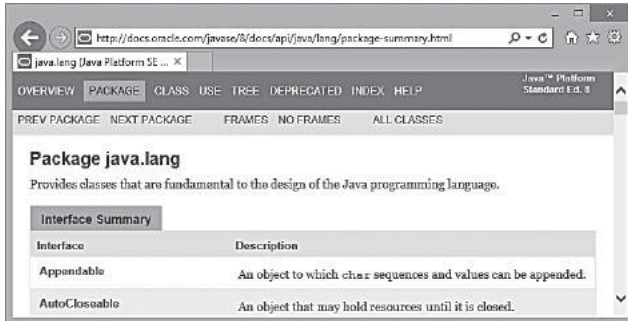 http://docs.oracle.com/javase/8/docs/api/java/lang/package-summary.html
java.lang (Java Platform SE ...
OVERVIEW PACKAGE CLASS USE TREE DEPRECATED INDEX HELP
Java™ Platform
Standard Ed. 8
PREV PACKAGE NEXT PACKAGE FRAMES NO FRAMES ALL CLASSES
Package java.lang
Provides classes that are fundamental to the design of the Java programming language.
Interface Summary
Interface Description
Appendable An object to which char sequences and values can be appended.
AutoCloseable An object that may hold resources until it is closed.